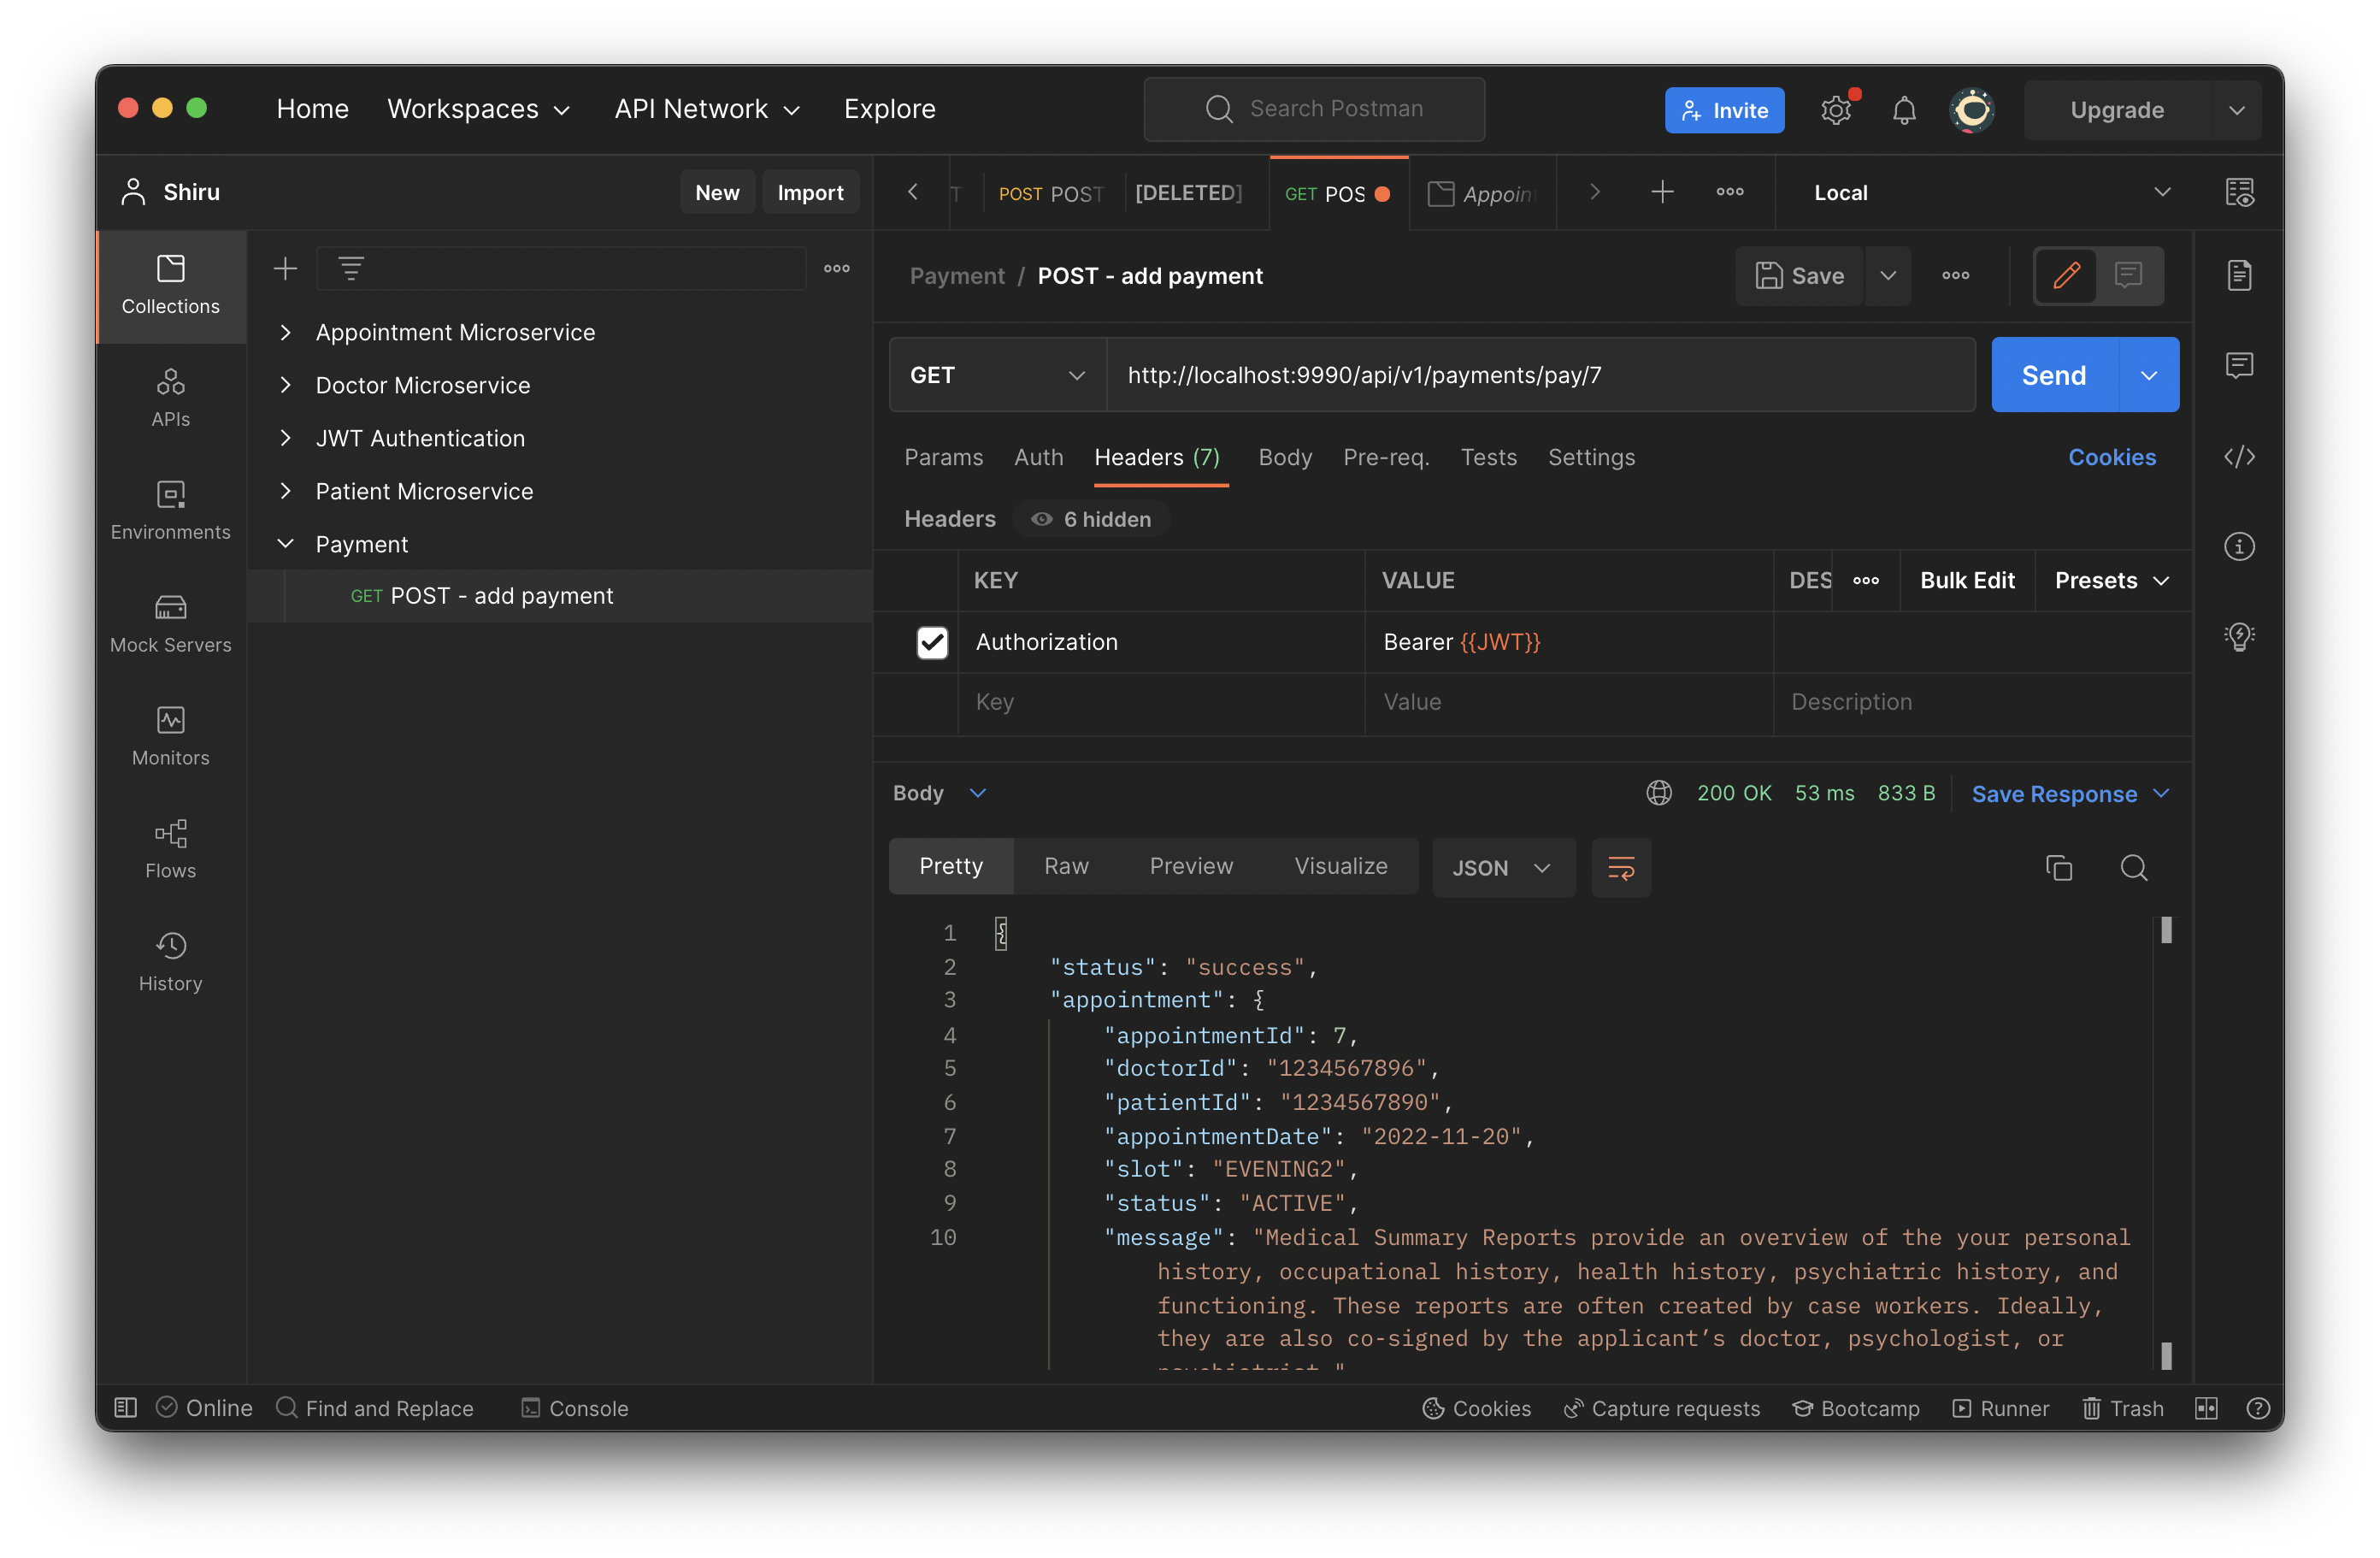 Home Workspaces API Network Explore Search Postman Invite Upgrade
Shiru New Import
POST POST [DELETED] GET POS Appoin Local
Collections
APIs
Environments
Mock Servers
Monitors
Flows
History
Appointment Microservice
Doctor Microservice
JWT Authentication
Patient Microservice
Payment
GET POST - add payment
Payment / POST - add payment Save
GET http://localhost:9990/api/v1/payments/pay/7 Send
Params Auth Headers (7) Body Pre-req. Tests Settings Cookies
Headers 6 hidden
KEY VALUE DES Bulk Edit Presets
Authorization Bearer {{JWT}}
Key Value Description
Body 200 OK 53 ms 833 B Save Response
Pretty Raw Preview Visualize JSON
1 {
2 "status": "success",
3 "appointment": {
4 "appointmentId": 7,
5 "doctorId": "1234567896",
6 "patientId": "1234567890",
7 "appointmentDate": "2022-11-20",
8 "slot": "EVENING2",
9 "status": "ACTIVE",
10 "message": "Medical Summary Reports provide an overview of the your personal
history, occupational history, health history, psychiatric history, and
functioning. These reports are often created by case workers. Ideally,
they are also co-signed by the applicant’s doctor, psychologist, or
psychiatrist."
Online Find and Replace Console Cookies Capture requests Bootcamp Runner Trash